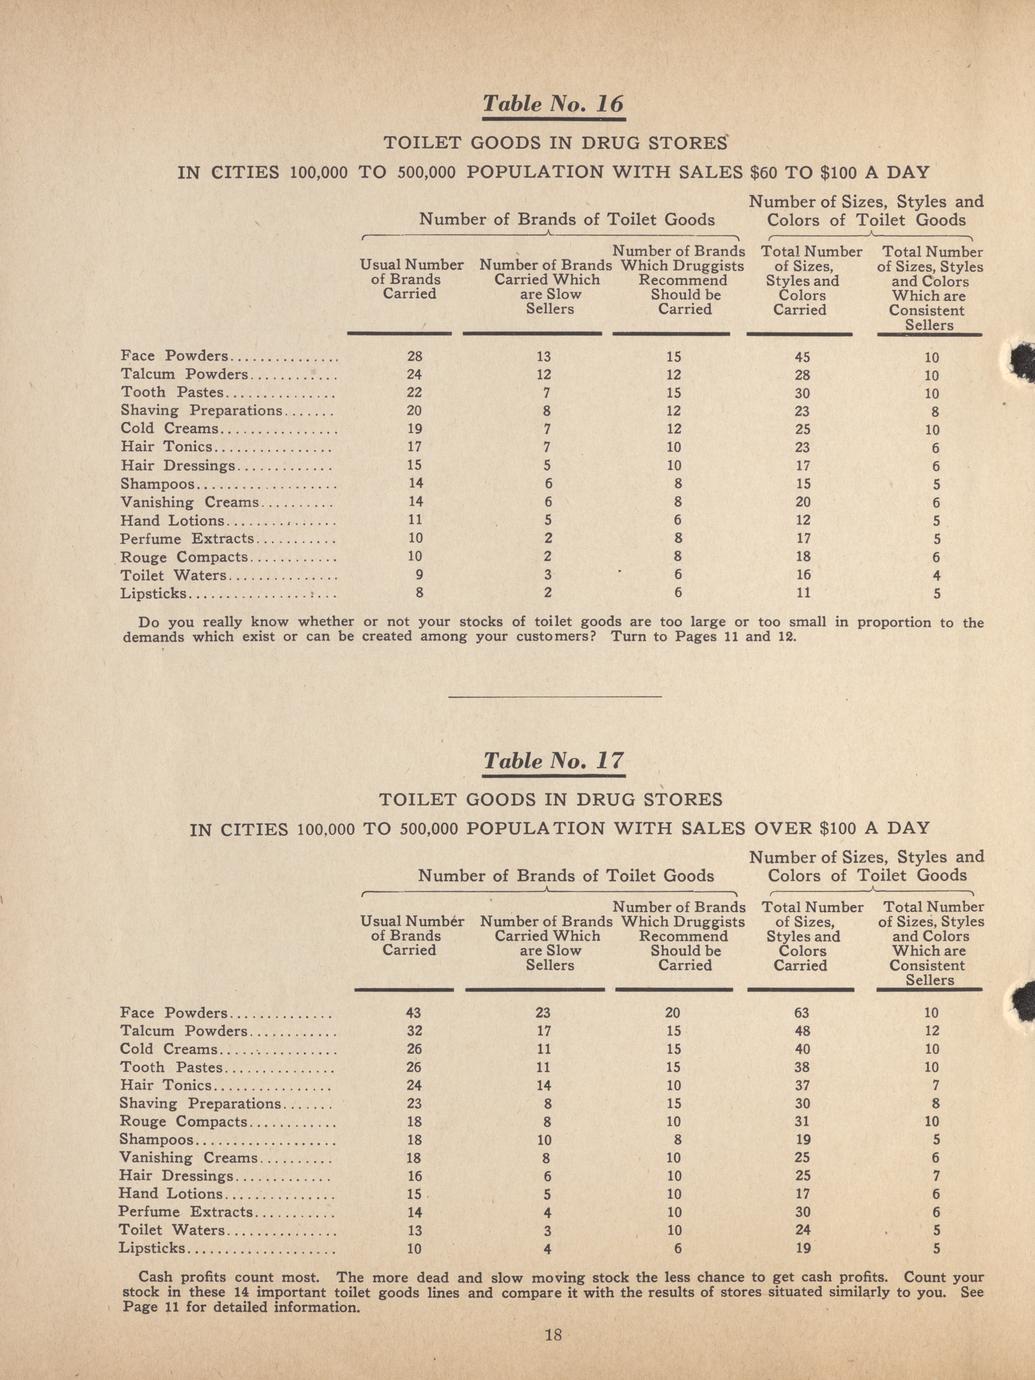 Table No. 16
TOILET GOODS IN DRUG STORES
IN CITIES 100,000 TO 500,000 POPULATION WITH SALES $60 TO $100 A DAY
Number of Brands of Toilet Goods
Number of Sizes, Styles and
Colors of Toilet Goods
Usual Number
of Brands
Carried
Number of Brands
Carried Which
are Slow
Sellers
Number of Brands
Which Druggists
Recommend
Should be
Carried
Total Number
of Sizes,
Styles and
Colors
Carried
Total Number
of Sizes, Styles
and Colors
Which are
Consistent
Sellers
Face Powders............... 28 13 15 45 10
Talcum Powders............ 24 12 12 28 10
Tooth Pastes............... 22 7 15 30 10
Shaving Preparations....... 20 8 12 23 8
Cold Creams................ 19 7 12 25 10
Hair Tonics................ 17 7 10 23 6
Hair Dressings............. 15 5 10 17 6
Shampoos................... 14 6 8 15 5
Vanishing Creams.......... 14 6 8 20 6
Hand Lotions............... 11 5 6 12 5
Perfume Extracts........... 10 2 8 17 5
Rouge Compacts............ 10 2 8 18 6
Toilet Waters............... 9 3 6 16 4
Lipsticks.................... 8 2 6 11 5
Do you really know whether or not your stocks of toilet goods are too large or too small in proportion to the
demands which exist or can be created among your customers? Turn to Pages 11 and 12.
Table No. 17
TOILET GOODS IN DRUG STORES
IN CITIES 100,000 TO 500,000 POPULATION WITH SALES OVER $100 A DAY
Number of Brands of Toilet Goods
Number of Sizes, Styles and
Colors of Toilet Goods
Usual Number
of Brands
Carried
Number of Brands
Carried Which
are Slow
Sellers
Number of Brands
Which Druggists
Recommend
Should be
Carried
Total Number
of Sizes,
Styles and
Colors
Carried
Total Number
of Sizes, Styles
and Colors
Which are
Consistent
Sellers
Face Powders.............. 43 23 20 63 10
Talcum Powders............ 32 17 15 48 12
Cold Creams................ 26 11 15 40 10
Tooth Pastes............... 26 11 15 38 10
Hair Tonics................ 24 14 10 37 7
Shaving Preparations....... 23 8 15 30 8
Rouge Compacts............ 18 8 10 31 10
Shampoos................... 18 10 8 19 5
Vanishing Creams.......... 18 8 10 25 6
Hair Dressings............. 16 6 10 25 7
Hand Lotions............... 15 5 10 17 6
Perfume Extracts........... 14 4 10 30 6
Toilet Waters............... 13 3 10 24 5
Lipsticks.................... 10 4 6 19 5
Cash profits count most. The more dead and slow moving stock the less chance to get cash profits. Count your
stock in these 14 important toilet goods lines and compare it with the results of stores situated similarly to you. See
Page 11 for detailed information.
18